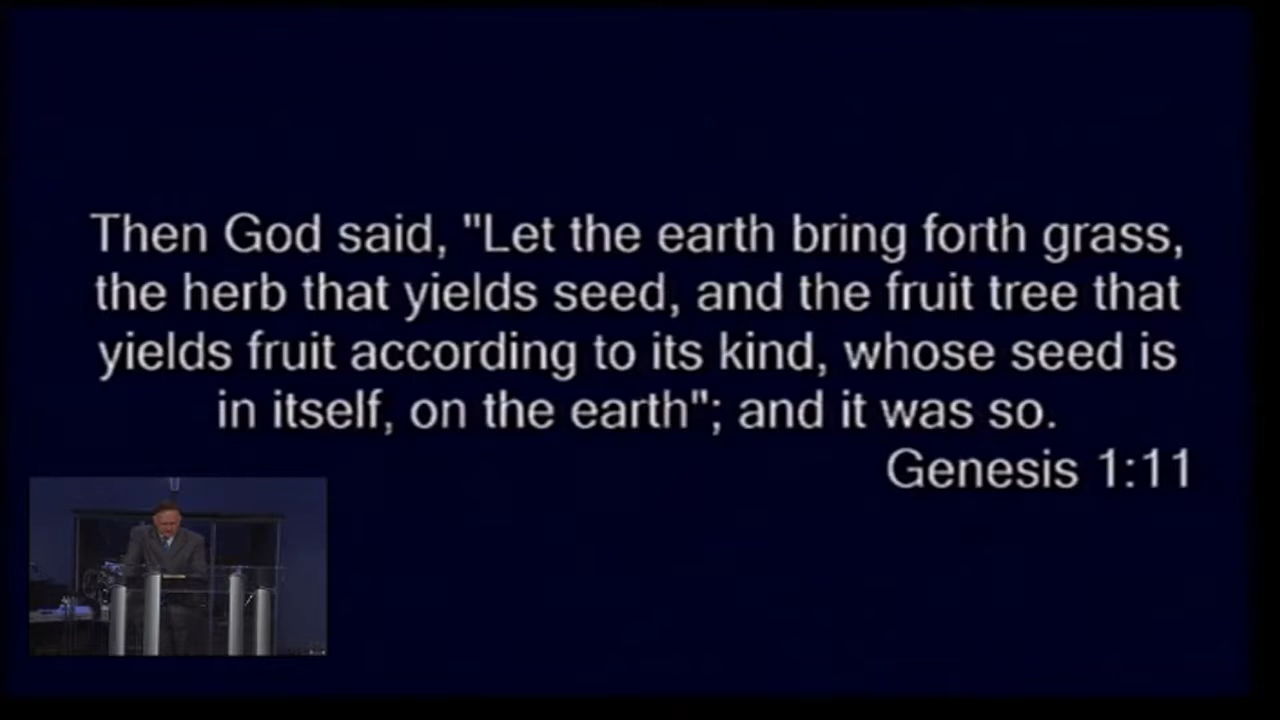 Then God said, "Let the earth bring forth grass,
the herb that yields seed, and the fruit tree that
yields fruit according to its kind, whose seed is
in itself, on the earth"; and it was so.
Genesis 1:11